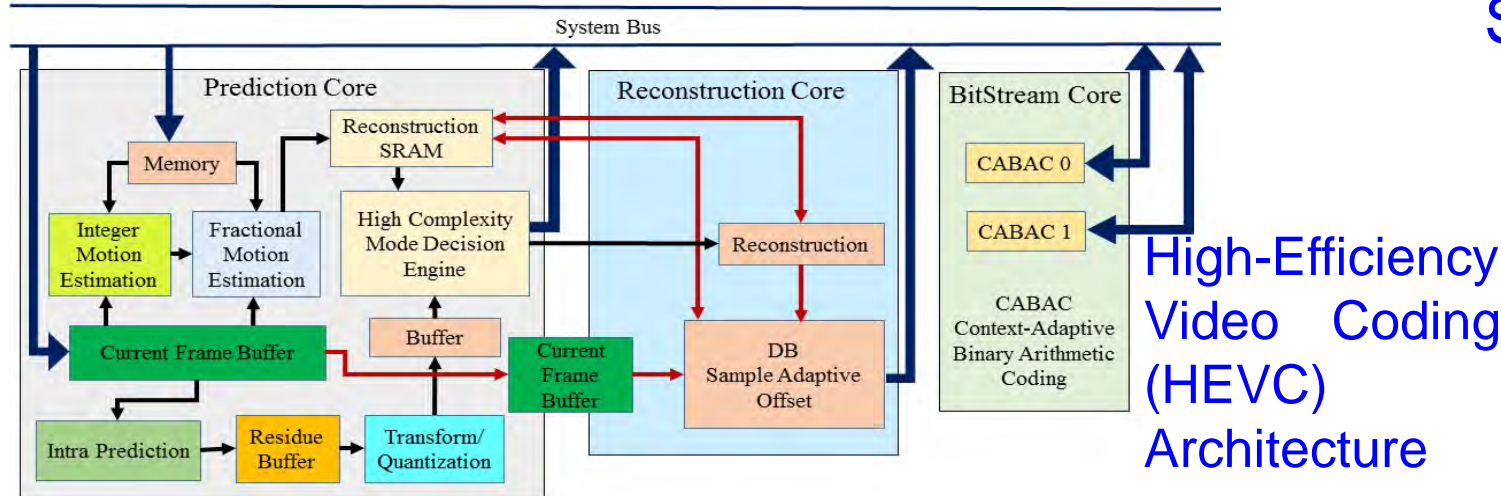 System Bus
S
Prediction Core
Reconstruction
SRAM
Memory
Integer
Motion
Estimation
Fractional
Motion
Estimation
High Complexity
Mode Decision
Engine
Current Frame Buffer
Buffer
Intra Prediction
Residue
Buffer
Transform/
Quantization
Current
Frame
Buffer
Reconstruction Core
Reconstruction
DB
Sample Adaptive
Offset
BitStream Core
CABAC 0
CABAC 1
CABAC
Context-Adaptive
Binary Arithmetic
Coding
High-Efficiency
Video Coding
(HEVC)
Architecture